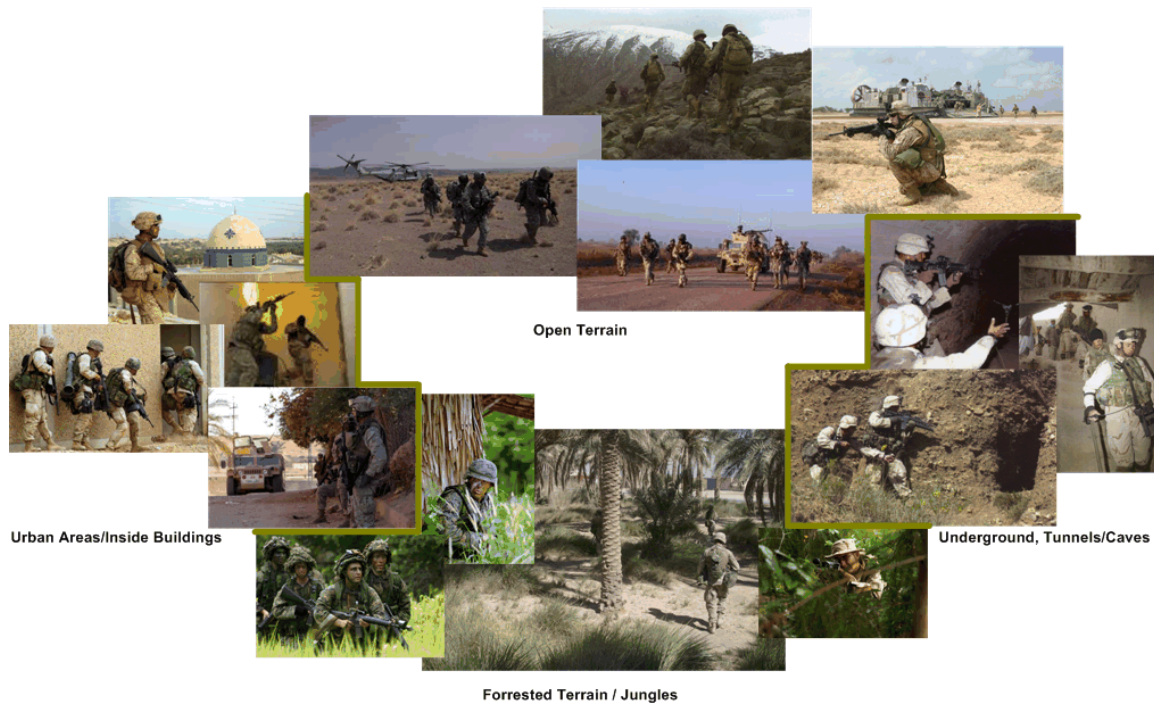 Open Terrain
Urban Areas/Inside Buildings
Underground, Tunnels/Caves
Forrested Terrain / Jungles